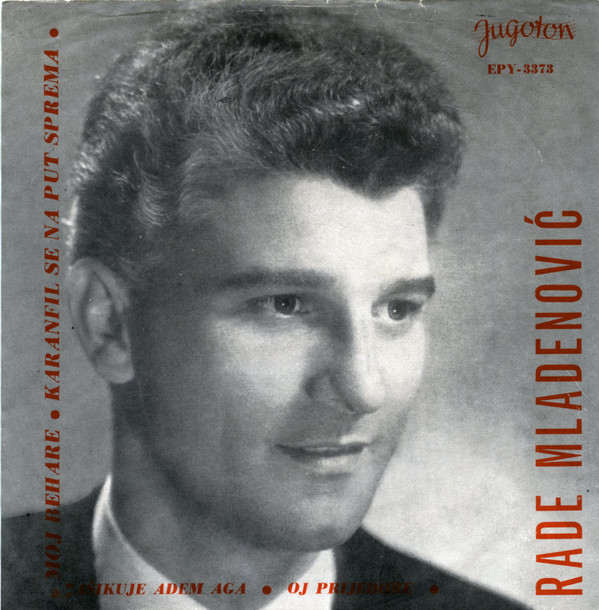 Jugoton
EPY-3373
RADE MLADENOVIĆ
• MOJ BEHARE • KARANFIL SE NA PUT SPREMA •
ADEM AGA • OJ •